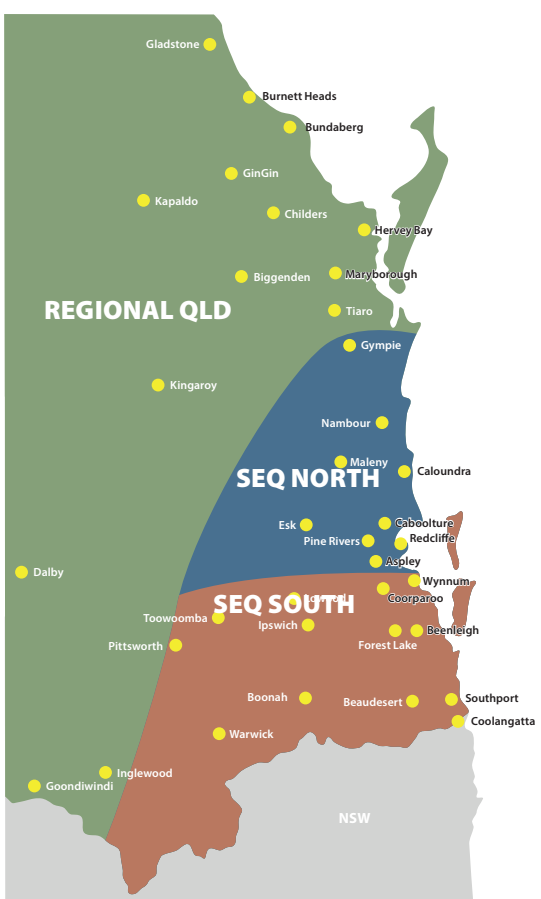 Gladstone
Burnett Heads
Bundaberg
GinGin
Kapaldo
Childers
Hervey Bay
Biggenden
Maryborough
REGIONAL QLD
Tiaro
Gympie
Kingaroy
Nambour
Maleny
Caloundra
SEQ NORTH
Esk
Caboolture
Pine Rivers
Redcliffe
Aspley
Dalby
Wynnum
Coorparoo
SEQ SOUTH
Toowoomba
Ipswich
Beenleigh
Forest Lake
Pittsworth
Boonah
Beaudesert
Southport
Coolangatta
Warwick
Inglewood
Goondiwindi
NSW